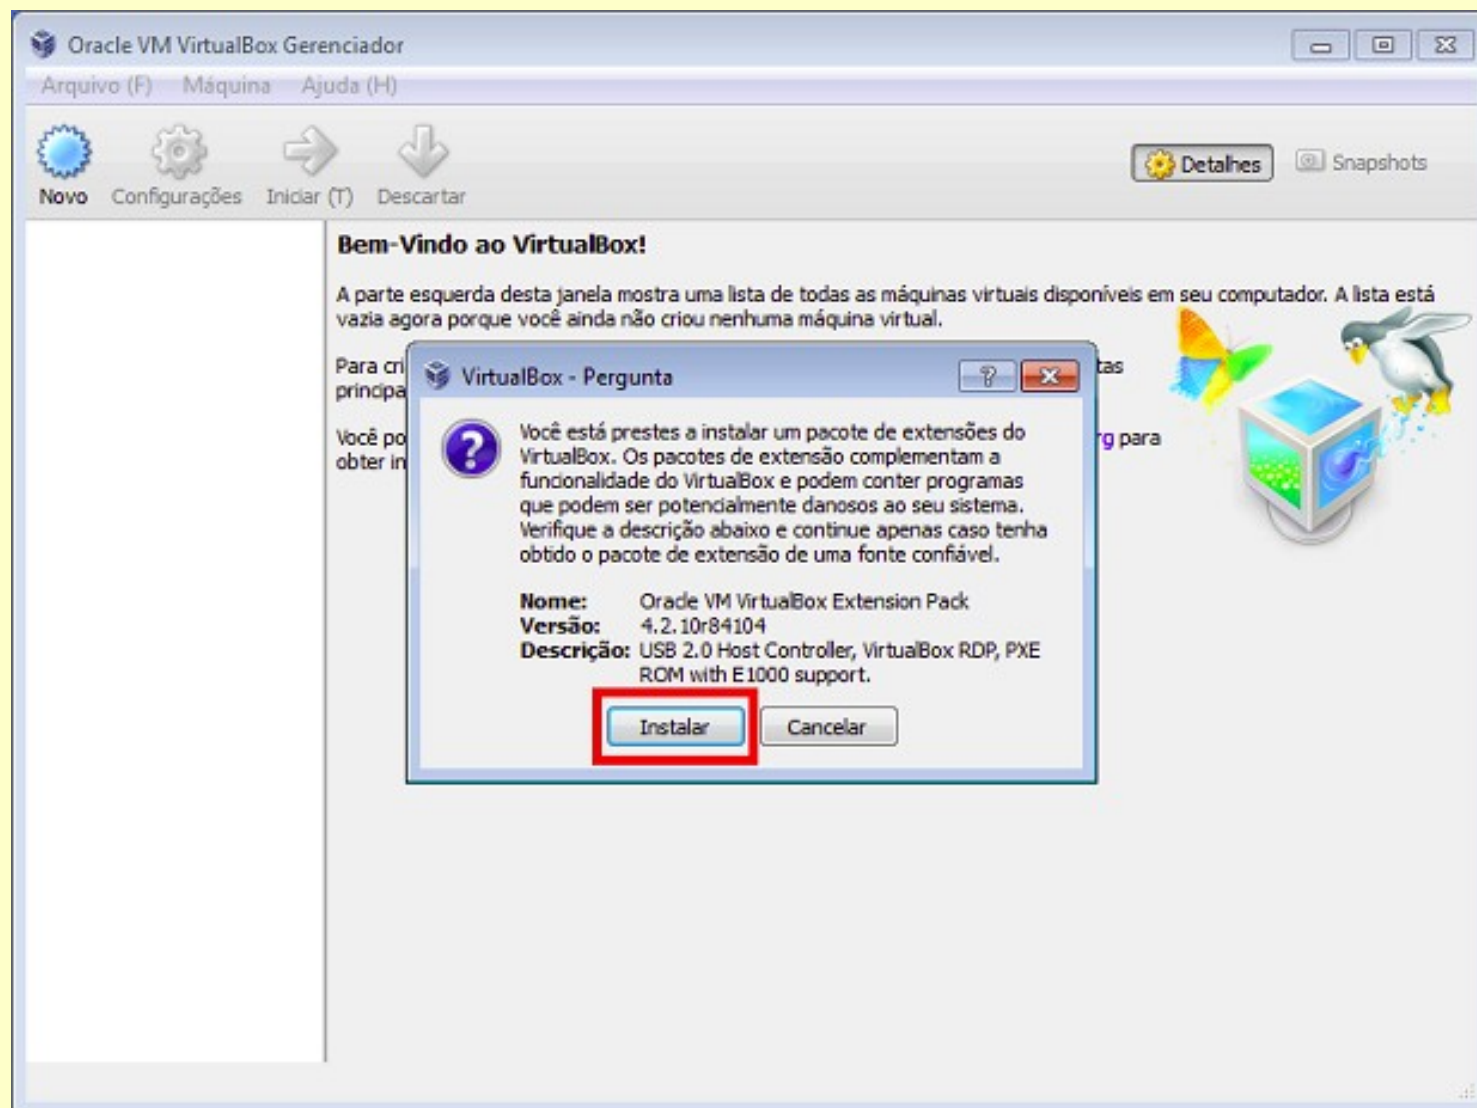 Oracle VM VirtualBox Gerenciador
Arquivo (F) Máquina Ajuda (H)
Novo Configurações Iniciar (T) Descartar Detalhes Snapshots
Bem-Vindo ao VirtualBox!
A parte esquerda desta janela mostra uma lista de todas as máquinas virtuais disponíveis em seu computador. A lista está
vazia agora porque você ainda não criou nenhuma máquina virtual.
Para cri tas
principa
Você po rg para
obter in
VirtualBox - Pergunta
Você está prestes a instalar um pacote de extensões do
VirtualBox. Os pacotes de extensão complementam a
funcionalidade do VirtualBox e podem conter programas
que podem ser potencialmente danosos ao seu sistema.
Verifique a descrição abaixo e continue apenas caso tenha
obtido o pacote de extensão de uma fonte confiável.
Nome: Oracle VM VirtualBox Extension Pack
Versão: 4.2.10r84104
Descrição: USB 2.0 Host Controller, VirtualBox RDP, PXE
ROM with E1000 support.
Instalar Cancelar